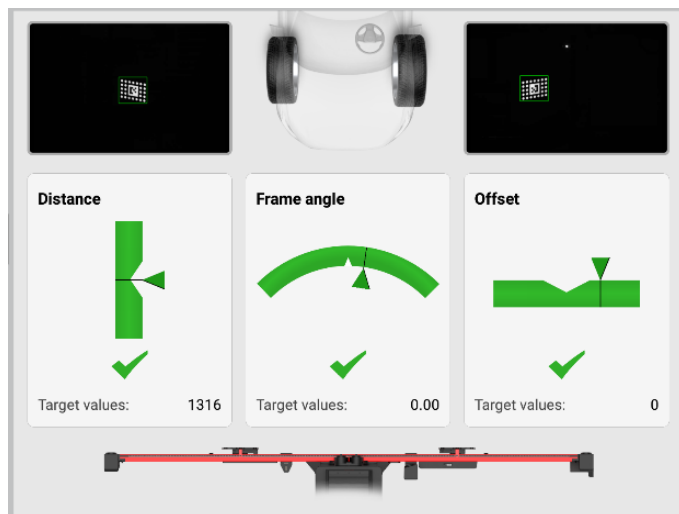 Distance
Frame angle
Offset
Target values: 1316
Target values: 0.00
Target values: 0